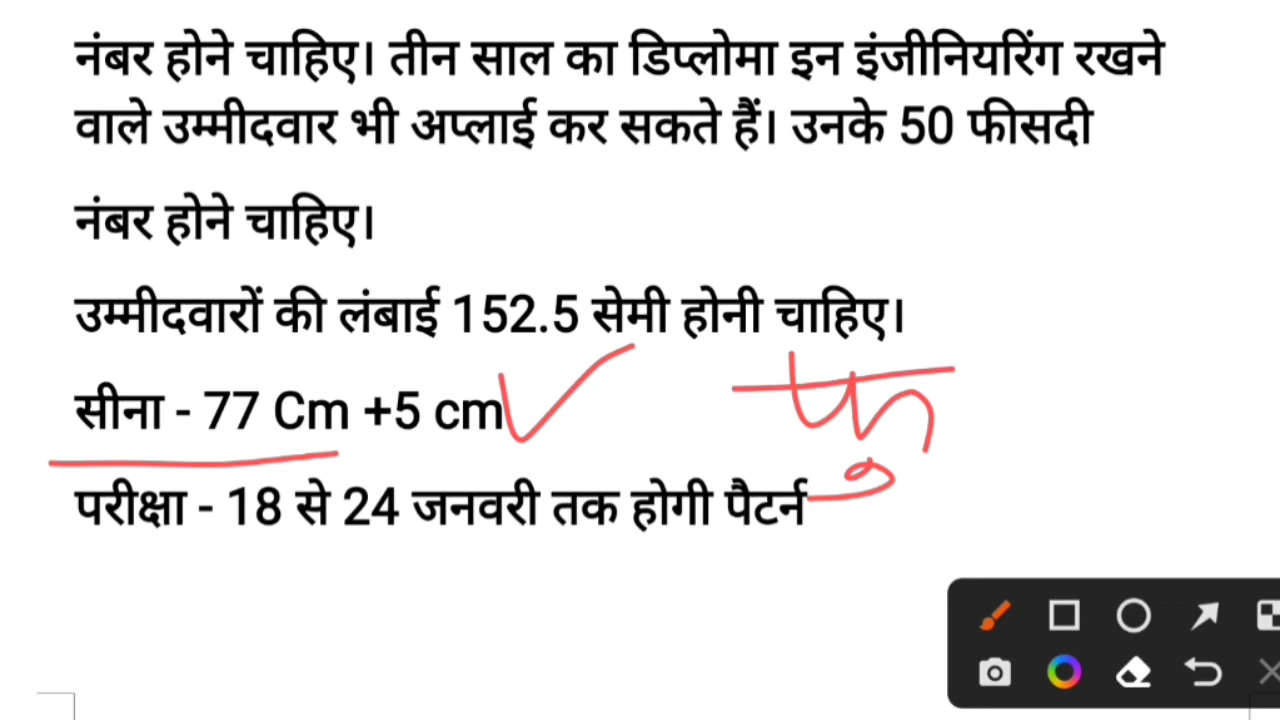 नंबर होने चाहिए। तीन साल का डिप्लोमा इन इंजीनियरिंग रखने
वाले उम्मीदवार भी अप्लाई कर सकते हैं। उनके 50 फीसदी
नंबर होने चाहिए।
उम्मीदवारों की लंबाई 152.5 सेमी होनी चाहिए।
सीना - 77 Cm +5 cm
परीक्षा - 18 से 24 जनवरी तक होगी पैटर्न